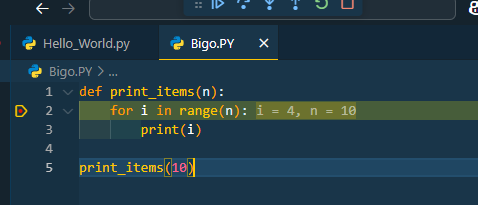 Hello_World.py
Bigo.PY
Bigo.PY > ...
1 def print_items(n):
2 for i in range(n): i = 4, n = 10
3 print(i)
4
5 print_items(10)